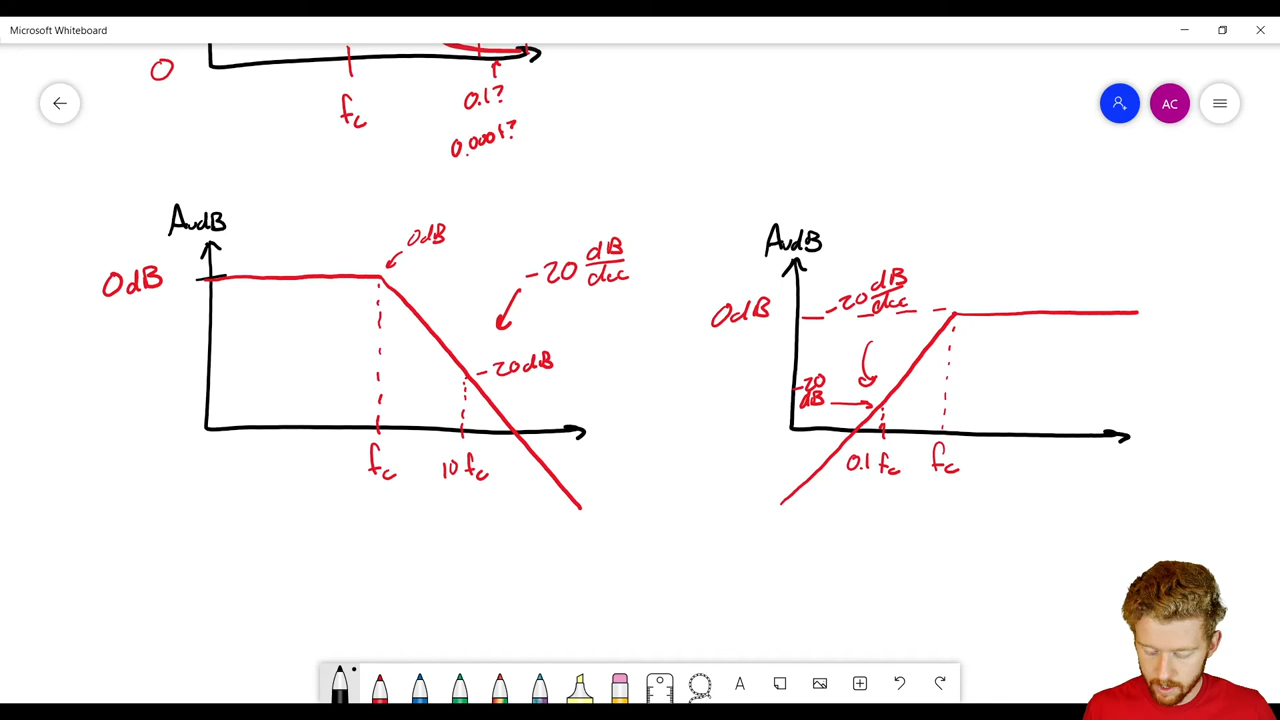 Microsoft Whiteboard
AC
0
fc
0.1?
0.0001?
AvdB
0dB
0dB
-20 dB/dec
-20dB
fc
10 fc
AvdB
0dB
-20 dB/dec
-20
dB
0.1 fc
fc
A